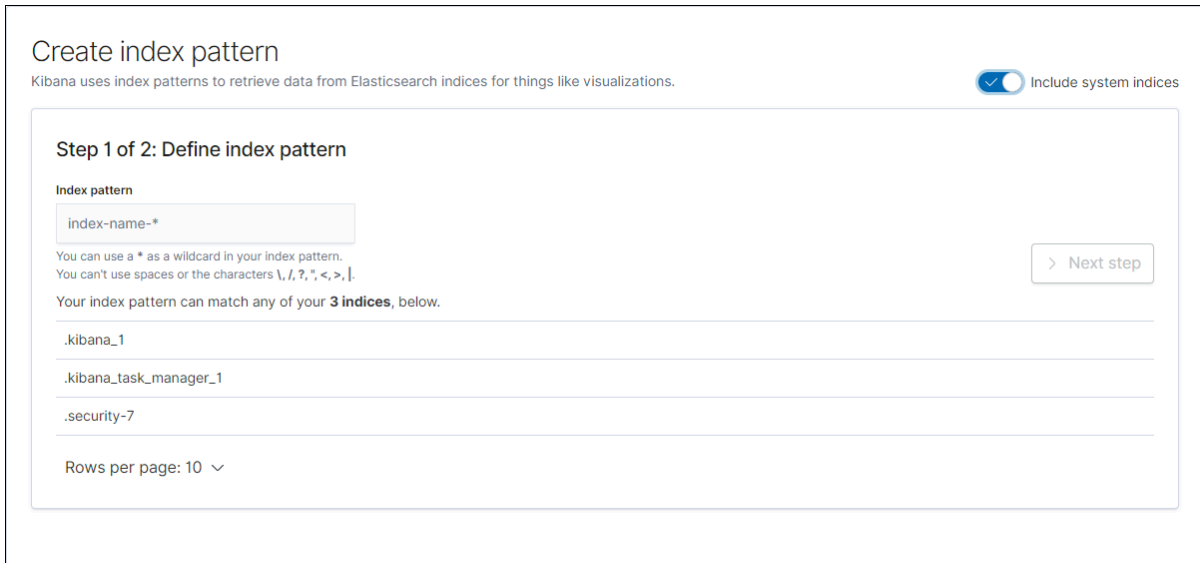 Create index pattern
Kibana uses index patterns to retrieve data from Elasticsearch indices for things like visualizations.
Include system indices
Step 1 of 2: Define index pattern
Index pattern
index-name-*
You can use a * as a wildcard in your index pattern.
You can't use spaces or the characters \, /, ?, ", <, >, |.
> Next step
Your index pattern can match any of your 3 indices, below.
.kibana_1
.kibana_task_manager_1
.security-7
Rows per page: 10